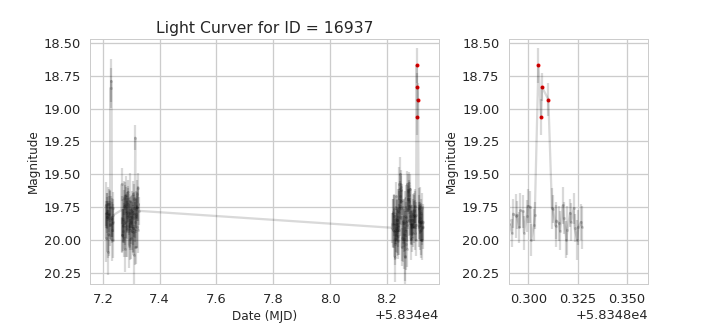 Light Curver for ID = 16937
18.50
18.75
19.00
19.25
19.50
19.75
20.00
20.25
Magnitude
7.2 7.4 7.6 7.8 8.0 8.2
Date (MJD)
+5.834e4
18.50
18.75
19.00
19.25
19.50
19.75
20.00
20.25
Magnitude
0.300 0.325 0.350
+5.8348e4